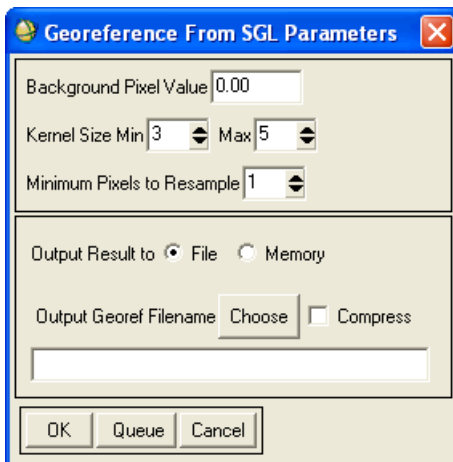 Georeference From SGL Parameters
Background Pixel Value 0.00
Kernel Size Min 3 Max 5
Minimum Pixels to Resample 1
Output Result to File Memory
Output Georef Filename Choose Compress
OK Queue Cancel